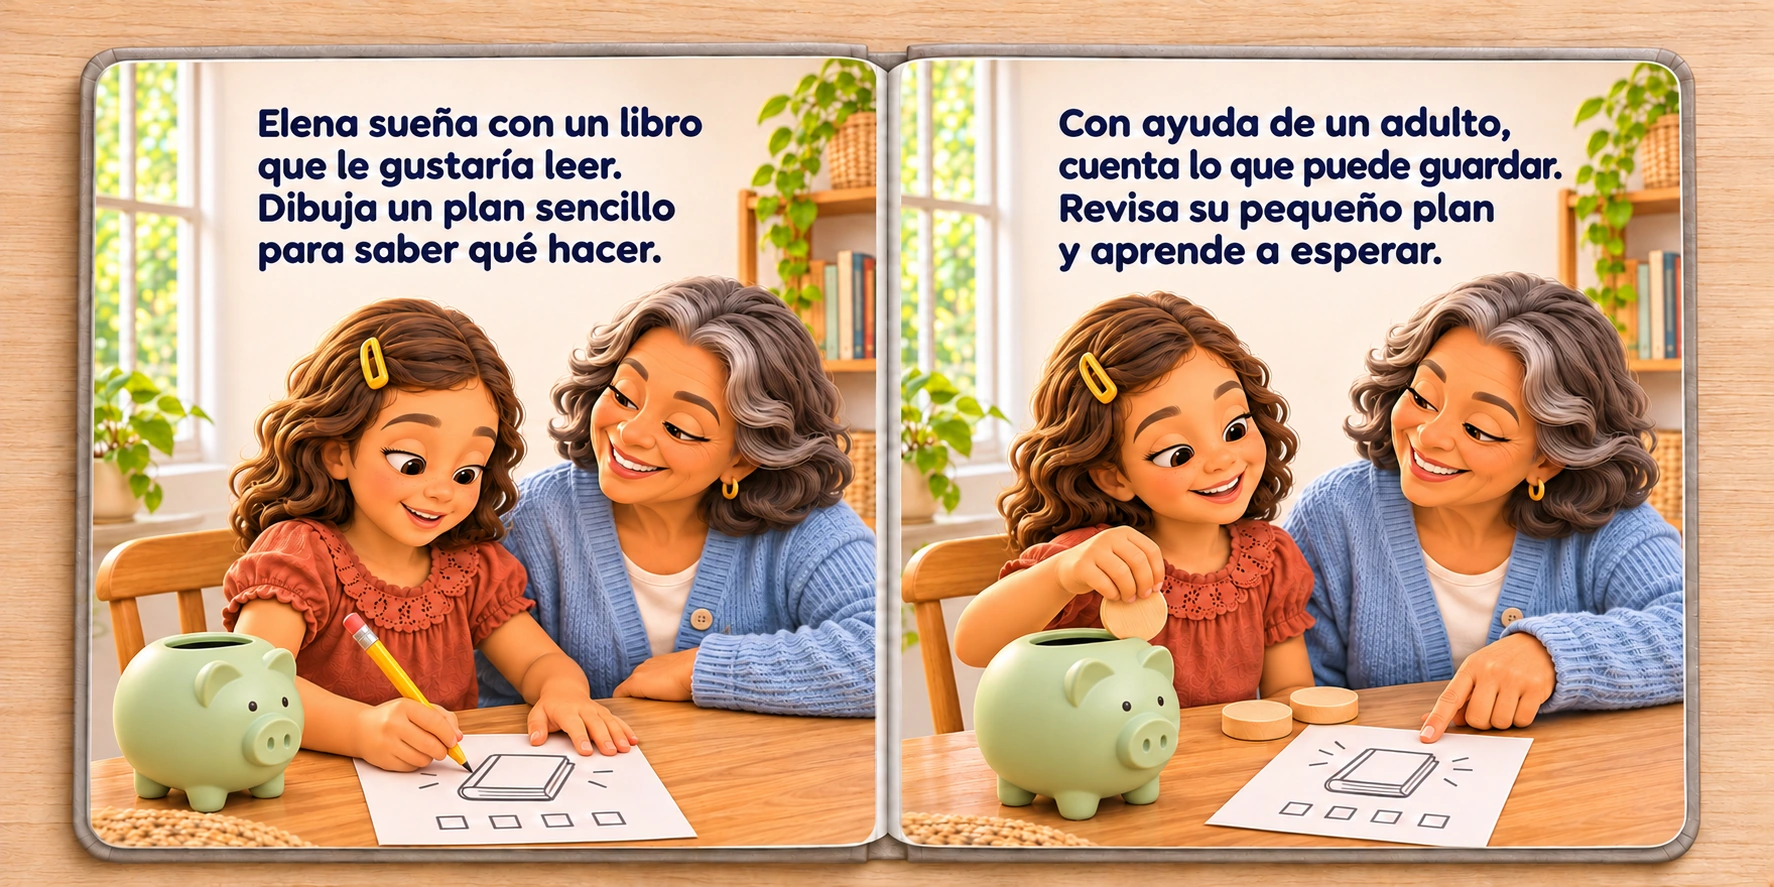 Elena sueña con un libro
que le gustaría leer.
Dibuja un plan sencillo
para saber qué hacer.
Con ayuda de un adulto,
cuenta lo que puede guardar.
Revisa su pequeño plan
y aprende a esperar.